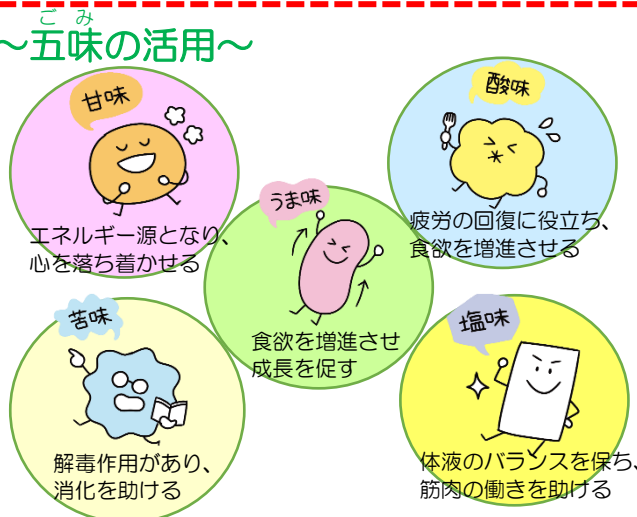 ごみ
～五味の活用～
甘味
エネルギー源となり、
心を落ち着かせる
酸味
疲労の回復に役立ち、
食欲を増進させる
うま味
食欲を増進させ
成長を促す
苦味
解毒作用があり、
消化を助ける
塩味
体液のバランスを保ち、
筋肉の働きを助ける